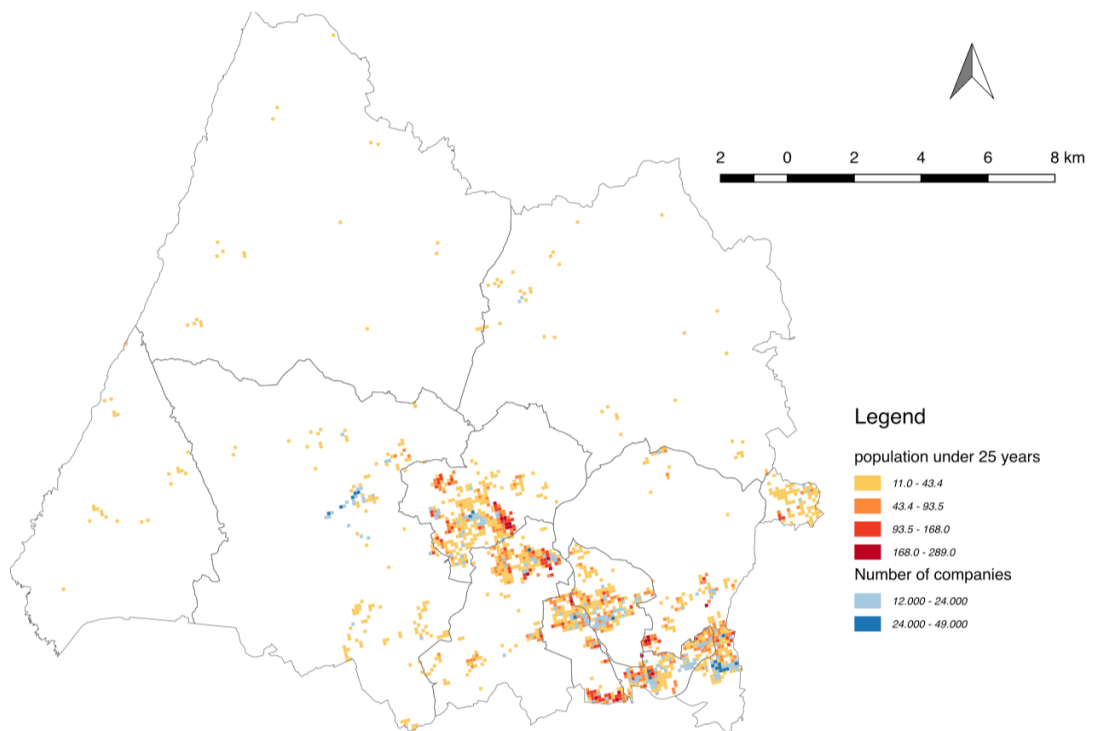 2 0 2 4 6 8 km
Legend
population under 25 years
11.0 - 43.4
43.4 - 93.5
93.5 - 168.0
168.0 - 289.0
Number of companies
12.000 - 24.000
24.000 - 49.000